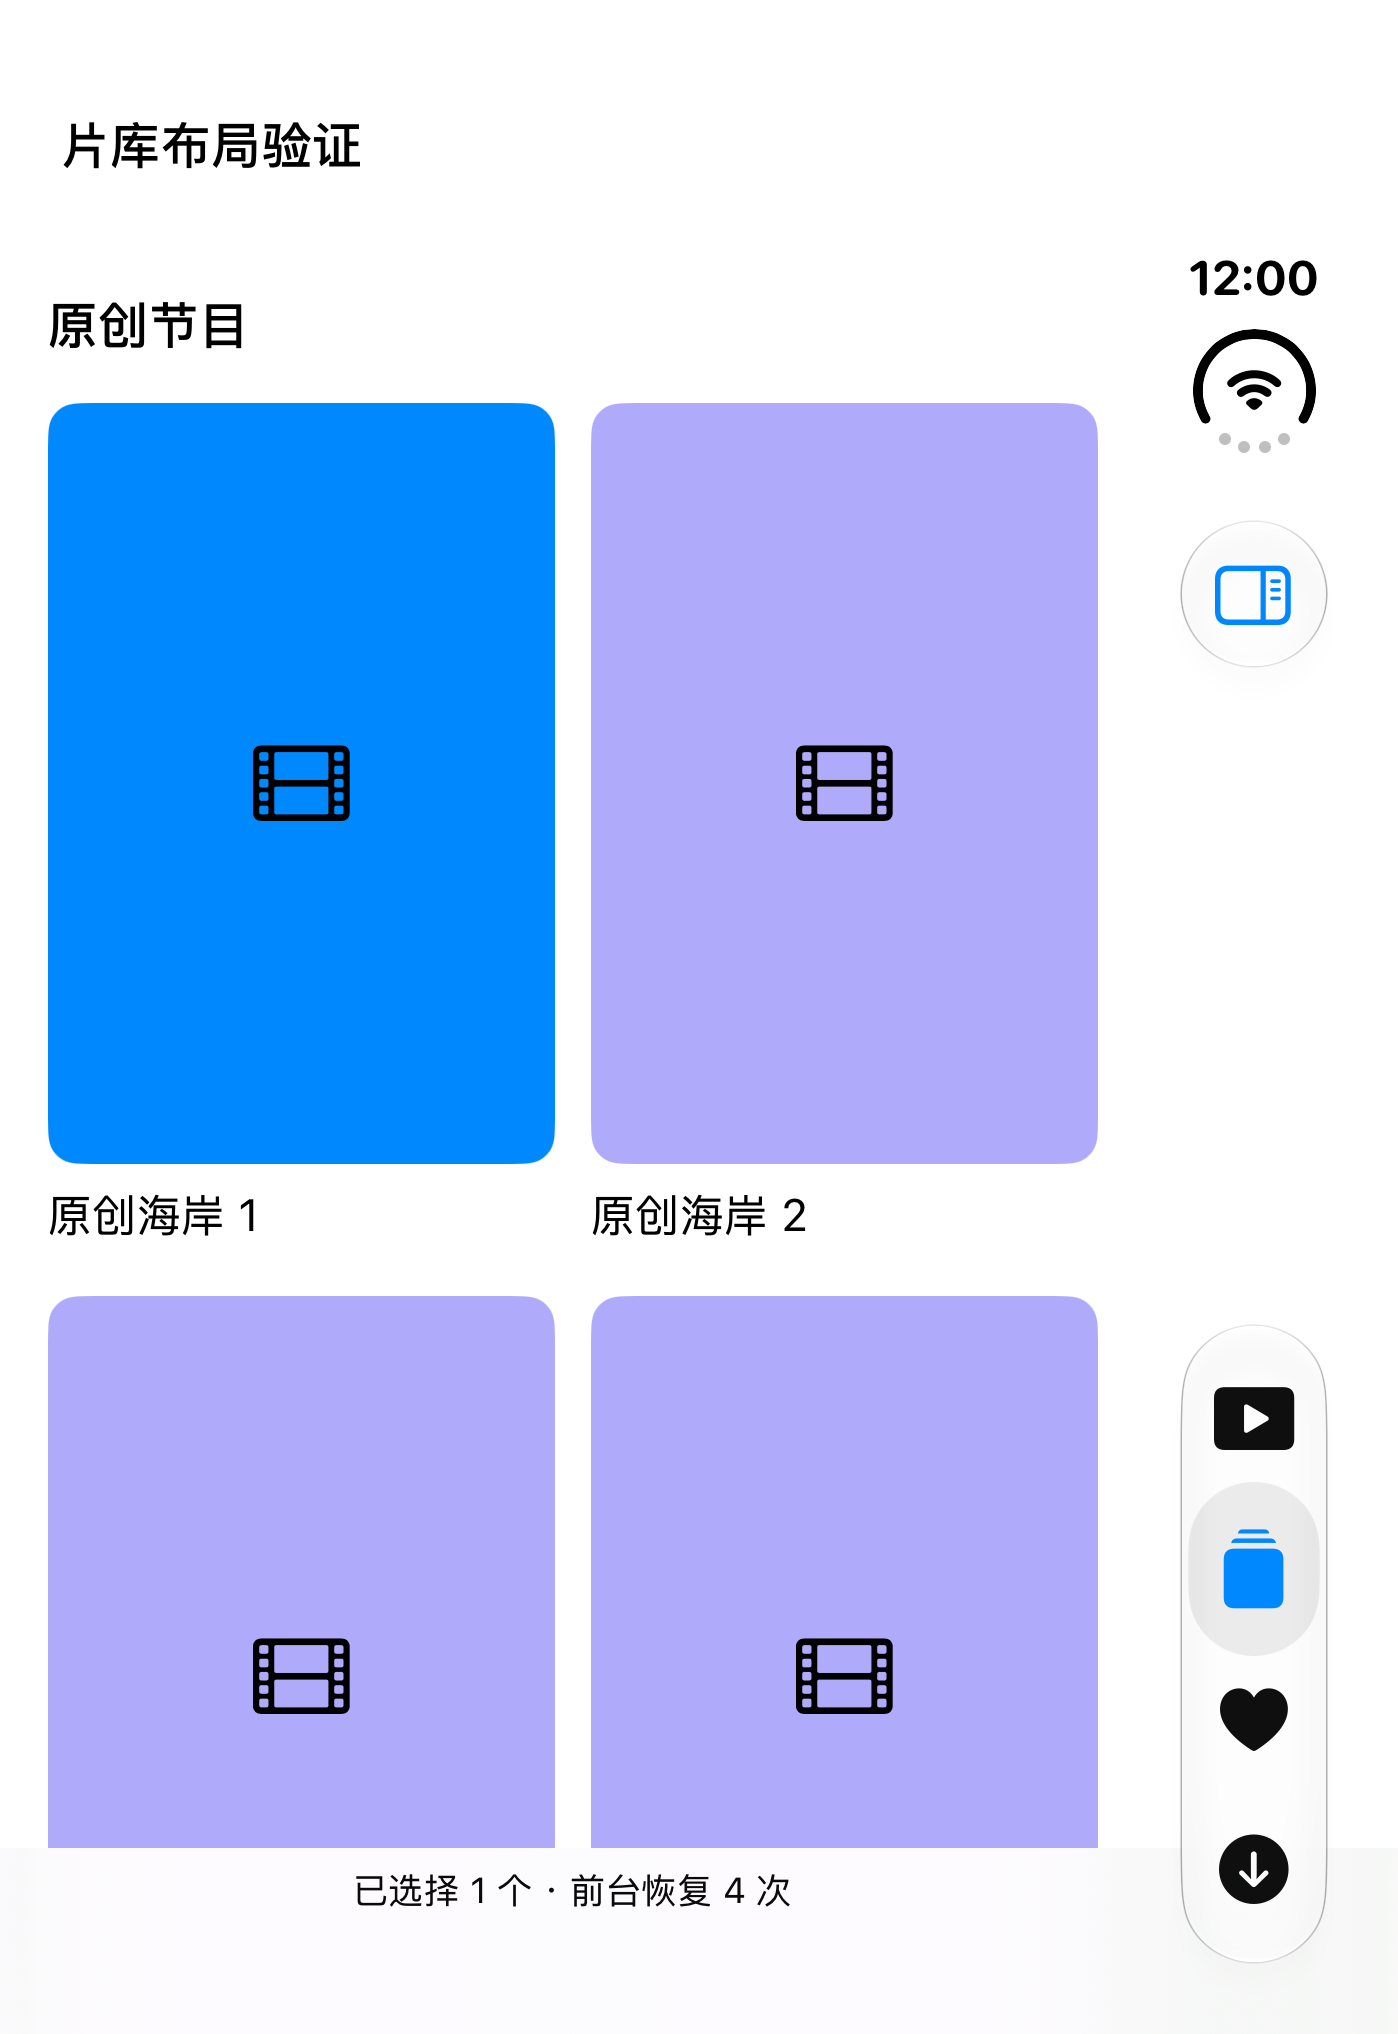 片库布局验证
12:00
原创节目
原创海岸 1
原创海岸 2
已选择 1 个 · 前台恢复 4 次